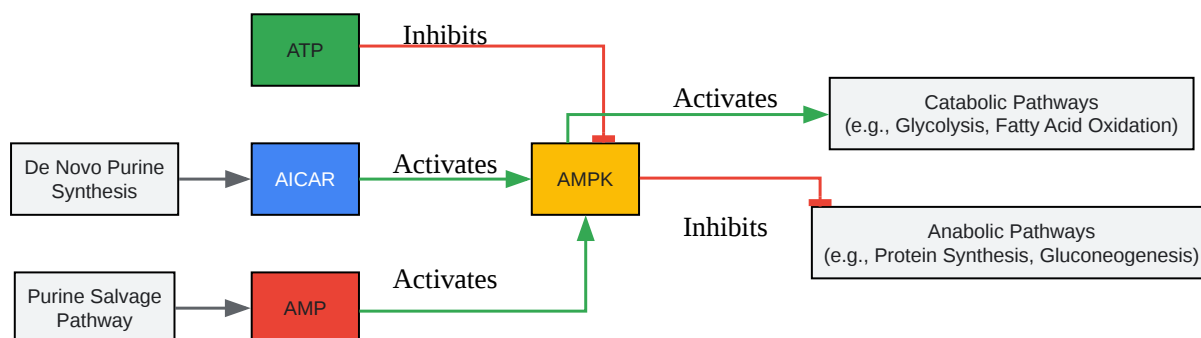 ATP
Inhibits
Activates
Catabolic Pathways
(e.g., Glycolysis, Fatty Acid Oxidation)
De Novo Purine
Synthesis
AICAR
Activates
AMPK
Inhibits
Anabolic Pathways
(e.g., Protein Synthesis, Gluconeogenesis)
Purine Salvage
Pathway
AMP
Activates